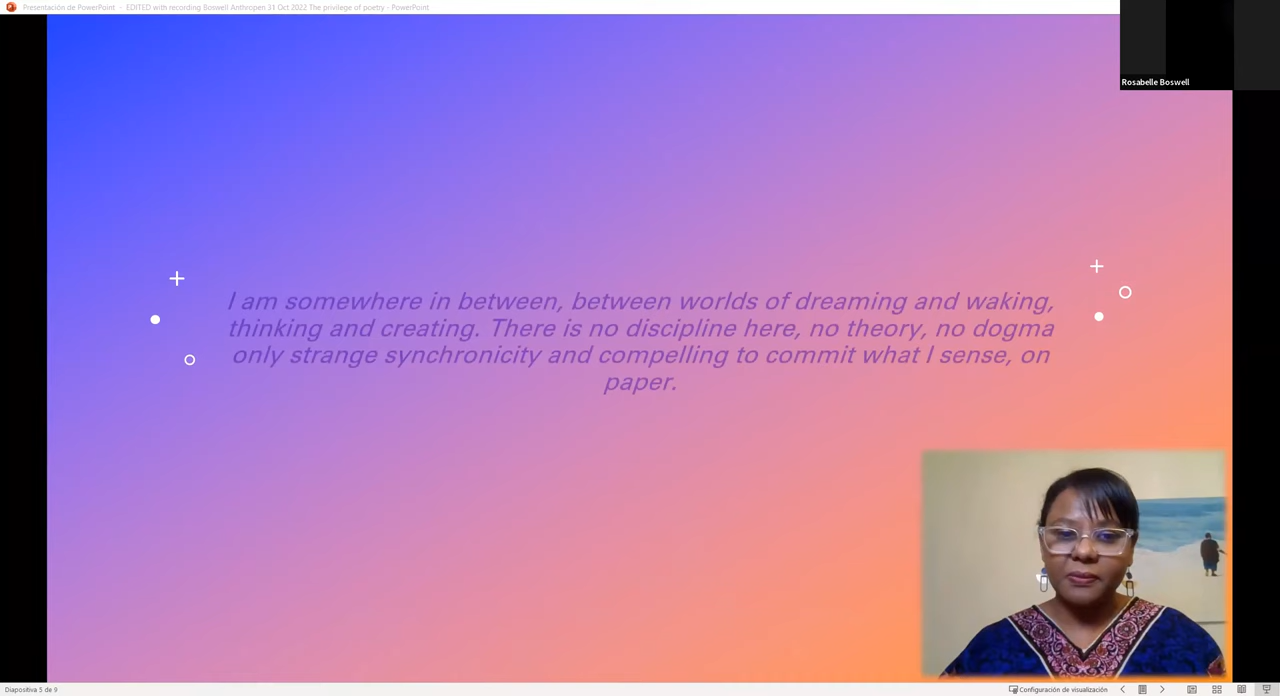 Presentación de PowerPoint - EDITED with recording Boswell Anthropen 31 Oct 2022 The privilege of poetry - PowerPoint
Rosabelle Boswell
I am somewhere in between, between worlds of dreaming and waking,
thinking and creating. There is no discipline here, no theory, no dogma
only strange synchronicity and compelling to commit what I sense, on
paper.
Diapositiva 5 de 9
Configuración de visualización